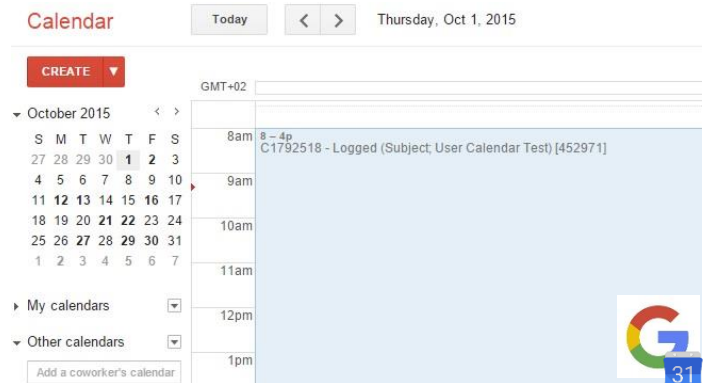 Calendar
Today
Thursday, Oct 1, 2015
CREATE
GMT+02
October 2015
S M T W T F S
27 28 29 30 1 2 3
4 5 6 7 8 9 10
11 12 13 14 15 16 17
18 19 20 21 22 23 24
25 26 27 28 29 30 31
1 2 3 4 5 6 7
My calendars
Other calendars
Add a coworker's calendar
8am
9am
10am
11am
12pm
1pm
8 – 4p
C1792518 - Logged (Subject; User Calendar Test) [452971]
G
31